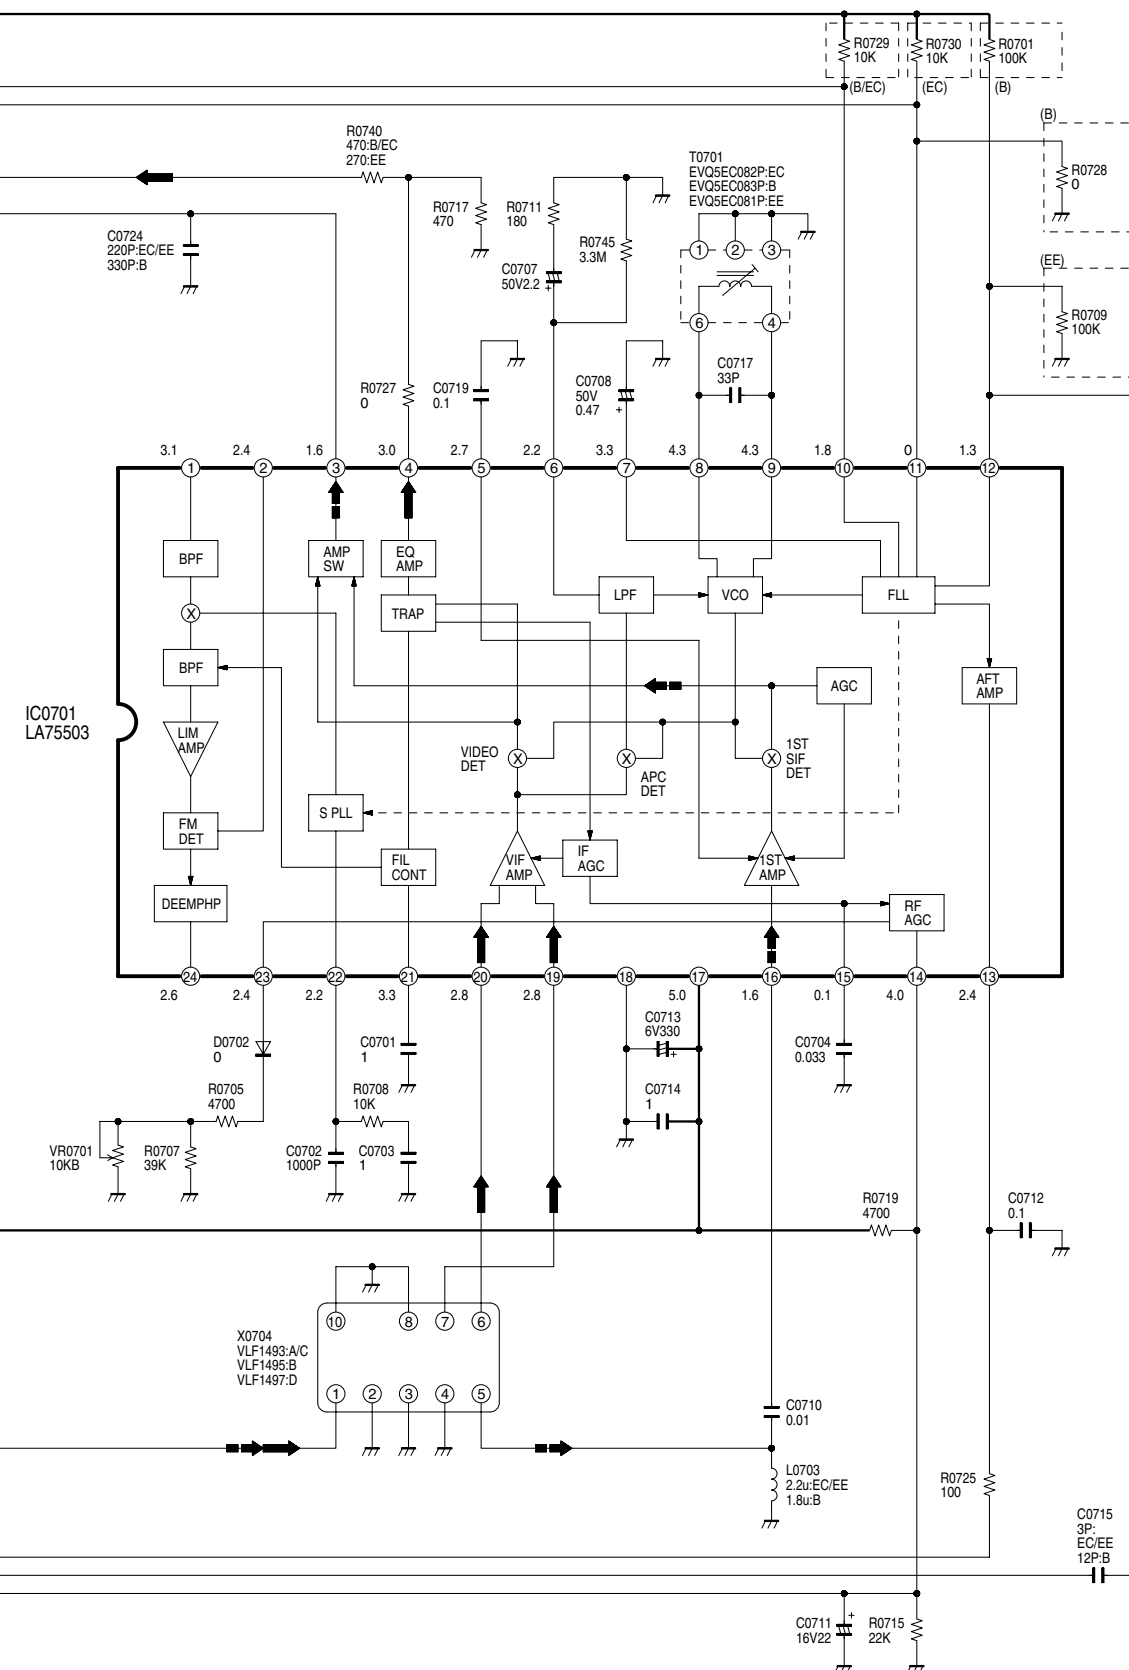 R0729
10K
R0730
10K
R0701
100K
(B/EC)
(EC)
(B)
(B)
R0728
0
R0740
470:B/EC
270:EE
T0701
EVQ5EC082P:EC
EVQ5EC083P:B
EVQ5EC081P:EE
R0717
470
R0711
180
R0745
3.3M
C0724
220P:EC/EE
330P:B
1
2
3
C0707
50V2.2
+
(EE)
R0709
100K
6
4
R0727
0
C0719
0.1
C0708
50V
0.47
+
C0717
33P
3.1
2.4
1.6
3.0
2.7
2.2
3.3
4.3
4.3
1.8
0
1.3
1
2
3
4
5
6
7
8
9
10
11
12
BPF
AMP
SW
EQ
AMP
TRAP
LPF
VCO
FLL
X
BPF
AGC
AFT
AMP
IC0701
LA75503
LIM
AMP
VIDEO
DET
X
X
APC
DET
X
1ST
SIF
DET
S PLL
FM
DET
FIL
CONT
VIF
AMP
IF
AGC
1ST
AMP
DEEMPHP
RF
AGC
24
23
22
21
20
19
18
17
16
15
14
13
2.6
2.4
2.2
3.3
2.8
2.8
5.0
1.6
0.1
4.0
2.4
D0702
0
C0701
1
C0713
6V330
+
C0704
0.033
R0705
4700
R0708
10K
C0714
1
VR0701
10KB
R0707
39K
C0702
1000P
C0703
1
R0719
4700
C0712
0.1
10
8
7
6
X0704
VLF1493:A/C
VLF1495:B
VLF1497:D
1
2
3
4
5
C0710
0.01
L0703
2.2u:EC/EE
1.8u:B
R0725
100
C0715
3P:
EC/EE
12P:B
C0711
16V22
+
R0715
22K